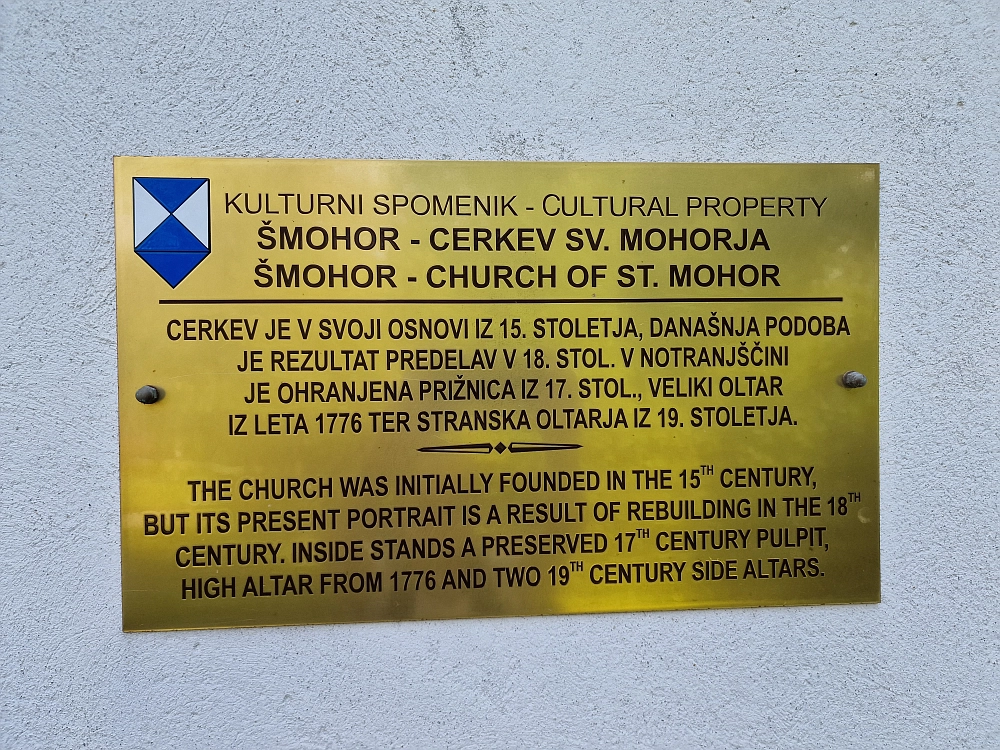 KULTURNI SPOMENIK - CULTURAL PROPERTY
ŠMOHOR - CERKEV SV. MOHORJA
ŠMOHOR - CHURCH OF ST. MOHOR
CERKEV JE V SVOJI OSNOVI IZ 15. STOLETJA, DANAŠNJA PODOBA
JE REZULTAT PREDELAV V 18. STOL. V NOTRANJŠČINI
JE OHRANJENA PRIŽNICA IZ 17. STOL., VELIKI OLTAR
IZ LETA 1776 TER STRANSKA OLTARJA IZ 19. STOLETJA.
THE CHURCH WAS INITIALLY FOUNDED IN THE 15TH CENTURY,
BUT ITS PRESENT PORTRAIT IS A RESULT OF REBUILDING IN THE 18TH
CENTURY. INSIDE STANDS A PRESERVED 17TH CENTURY PULPIT,
HIGH ALTAR FROM 1776 AND TWO 19TH CENTURY SIDE ALTARS.